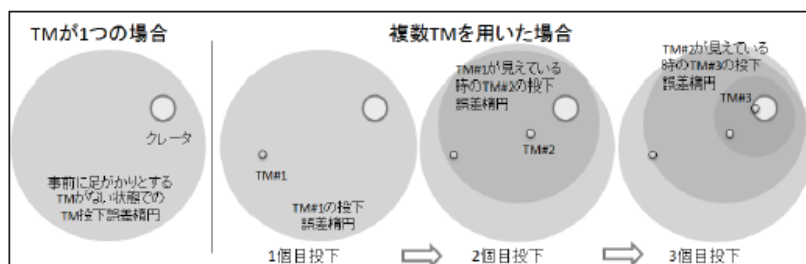 TMが1つの場合
クレータ
事前に足がかりとする
TMがない状態での
TM投下誤差楕円
複数TMを用いた場合
TM#1
TM#1の投下
誤差楕円
1個目投下
TM#1が見えている
時のTM#2の投下
誤差楕円
TM#2
2個目投下
TM#2が見えている
時のTM#3の投下
誤差楕円
TM#3
3個目投下